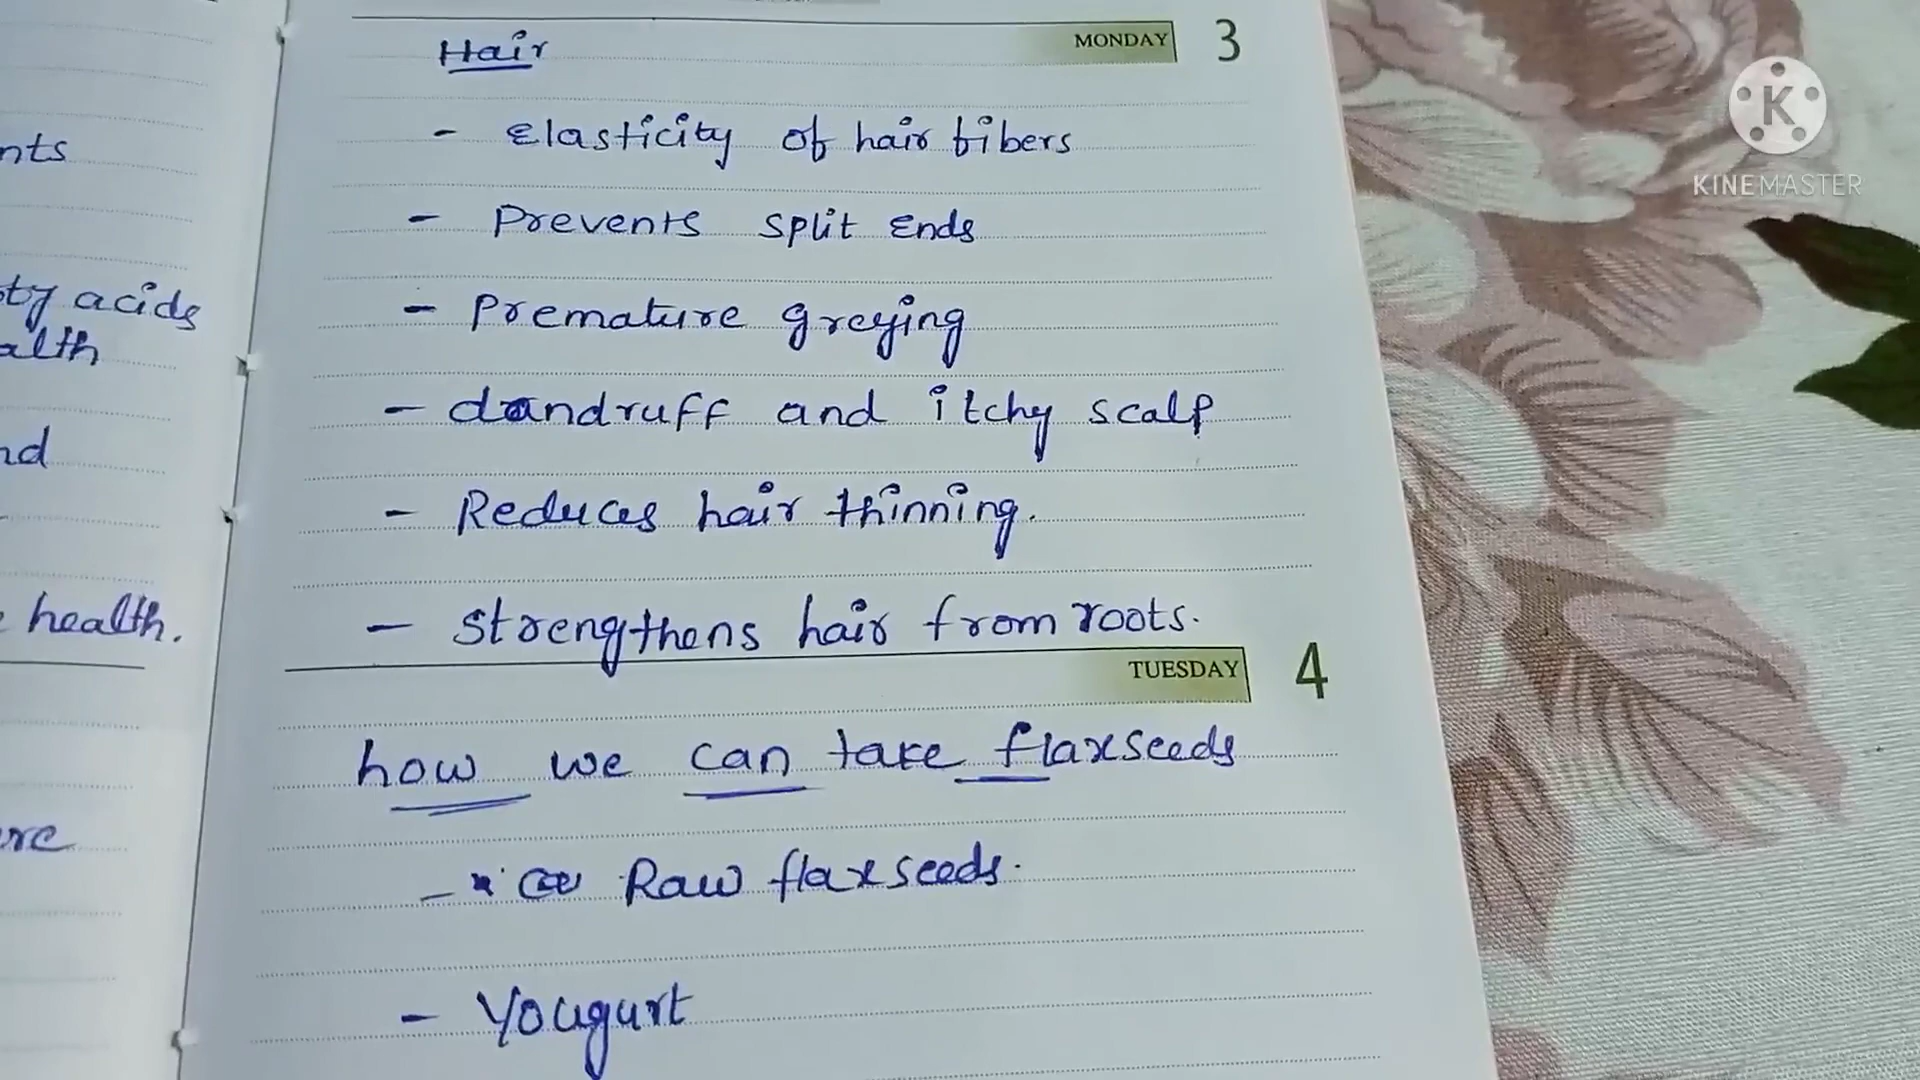 nts
ty acids
alth
nd
health.
Hair
MONDAY 3
- Elasticity of hair fibers
- Prevents split Ends
- Premature greying
- dandruff and itchy scalp
- Reduces hair thinning.
- Strengthens hair from roots.
TUESDAY 4
how we can take flaxseeds
- Raw flaxseeds.
- Yougurt
K
KINEMASTER